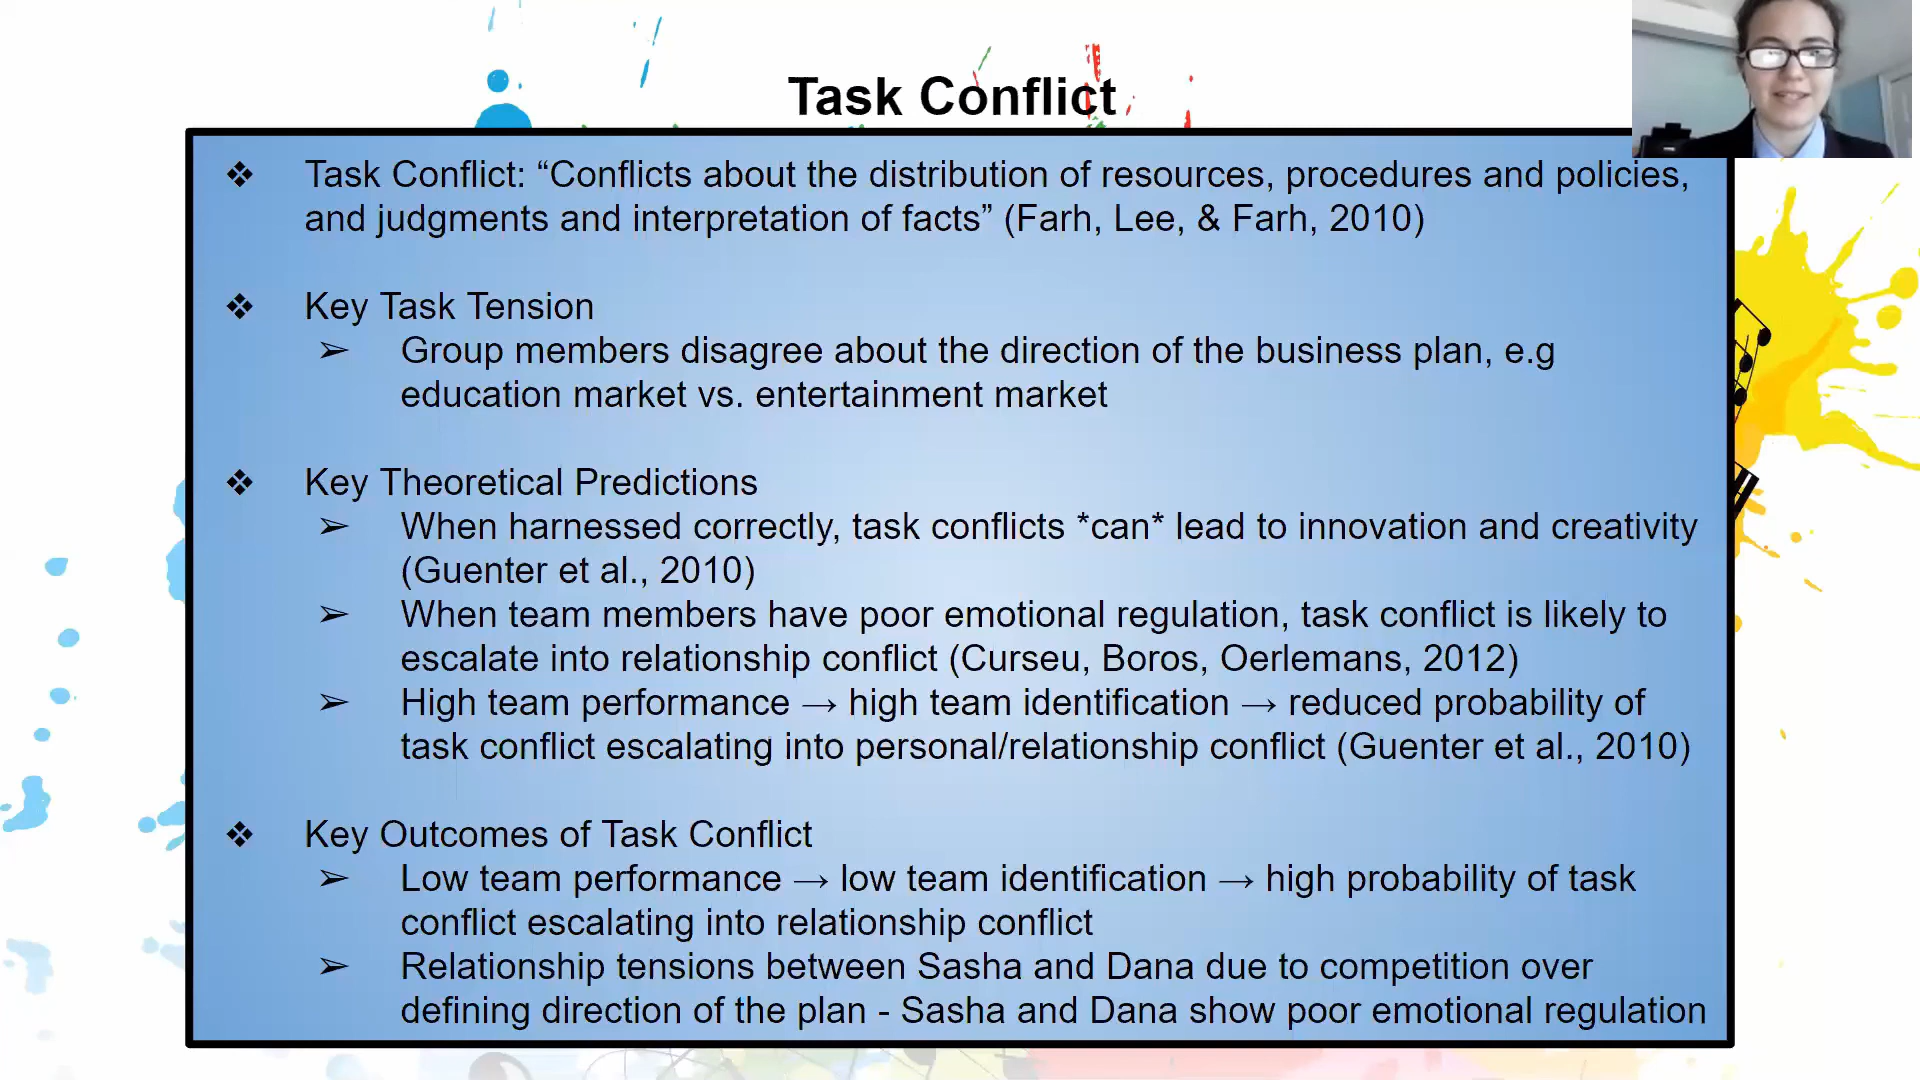 Task Conflict
❖ Task Conflict: “Conflicts about the distribution of resources, procedures and policies,
and judgments and interpretation of facts” (Farh, Lee, & Farh, 2010)
❖ Key Task Tension
➢ Group members disagree about the direction of the business plan, e.g
education market vs. entertainment market
❖ Key Theoretical Predictions
➢ When harnessed correctly, task conflicts *can* lead to innovation and creativity
(Guenter et al., 2010)
➢ When team members have poor emotional regulation, task conflict is likely to
escalate into relationship conflict (Curseu, Boros, Oerlemans, 2012)
➢ High team performance → high team identification → reduced probability of
task conflict escalating into personal/relationship conflict (Guenter et al., 2010)
❖ Key Outcomes of Task Conflict
➢ Low team performance → low team identification → high probability of task
conflict escalating into relationship conflict
➢ Relationship tensions between Sasha and Dana due to competition over
defining direction of the plan - Sasha and Dana show poor emotional regulation